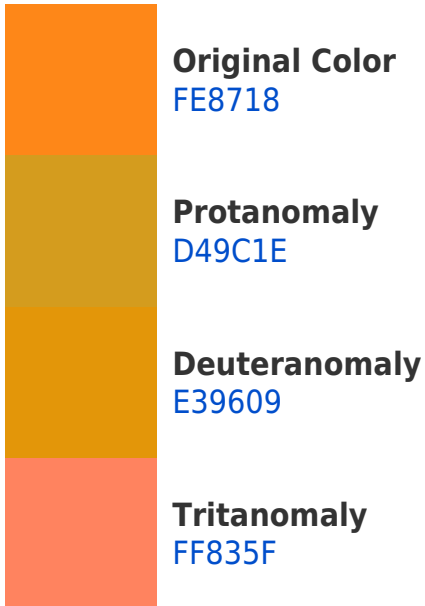 Original Color
FE8718
Protanomaly
D49C1E
Deuteranomaly
E39609
Tritanomaly
FF835F